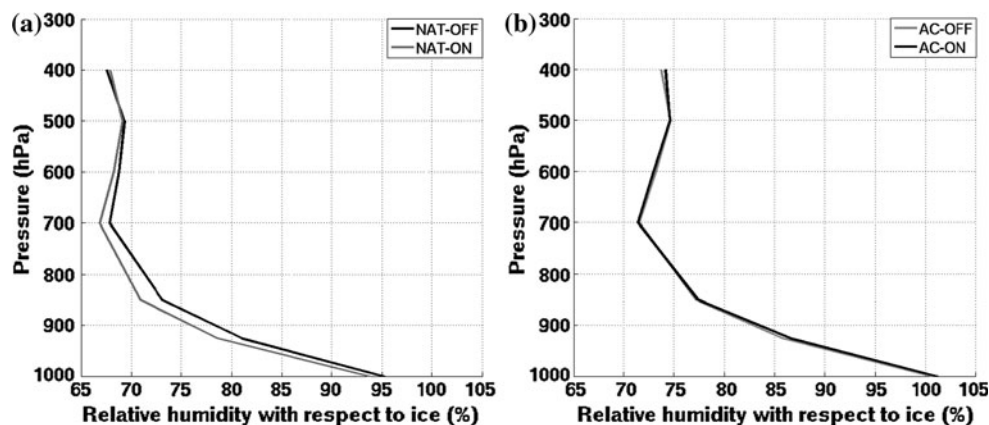 (a)
NAT-OFF
NAT-ON
300
400
500
600
700
800
900
1000
Pressure (hPa)
65 70 75 80 85 90 95 100 105
Relative humidity with respect to ice (%)
(b)
AC-OFF
AC-ON
300
400
500
600
700
800
900
1000
Pressure (hPa)
65 70 75 80 85 90 95 100 105
Relative humidity with respect to ice (%)